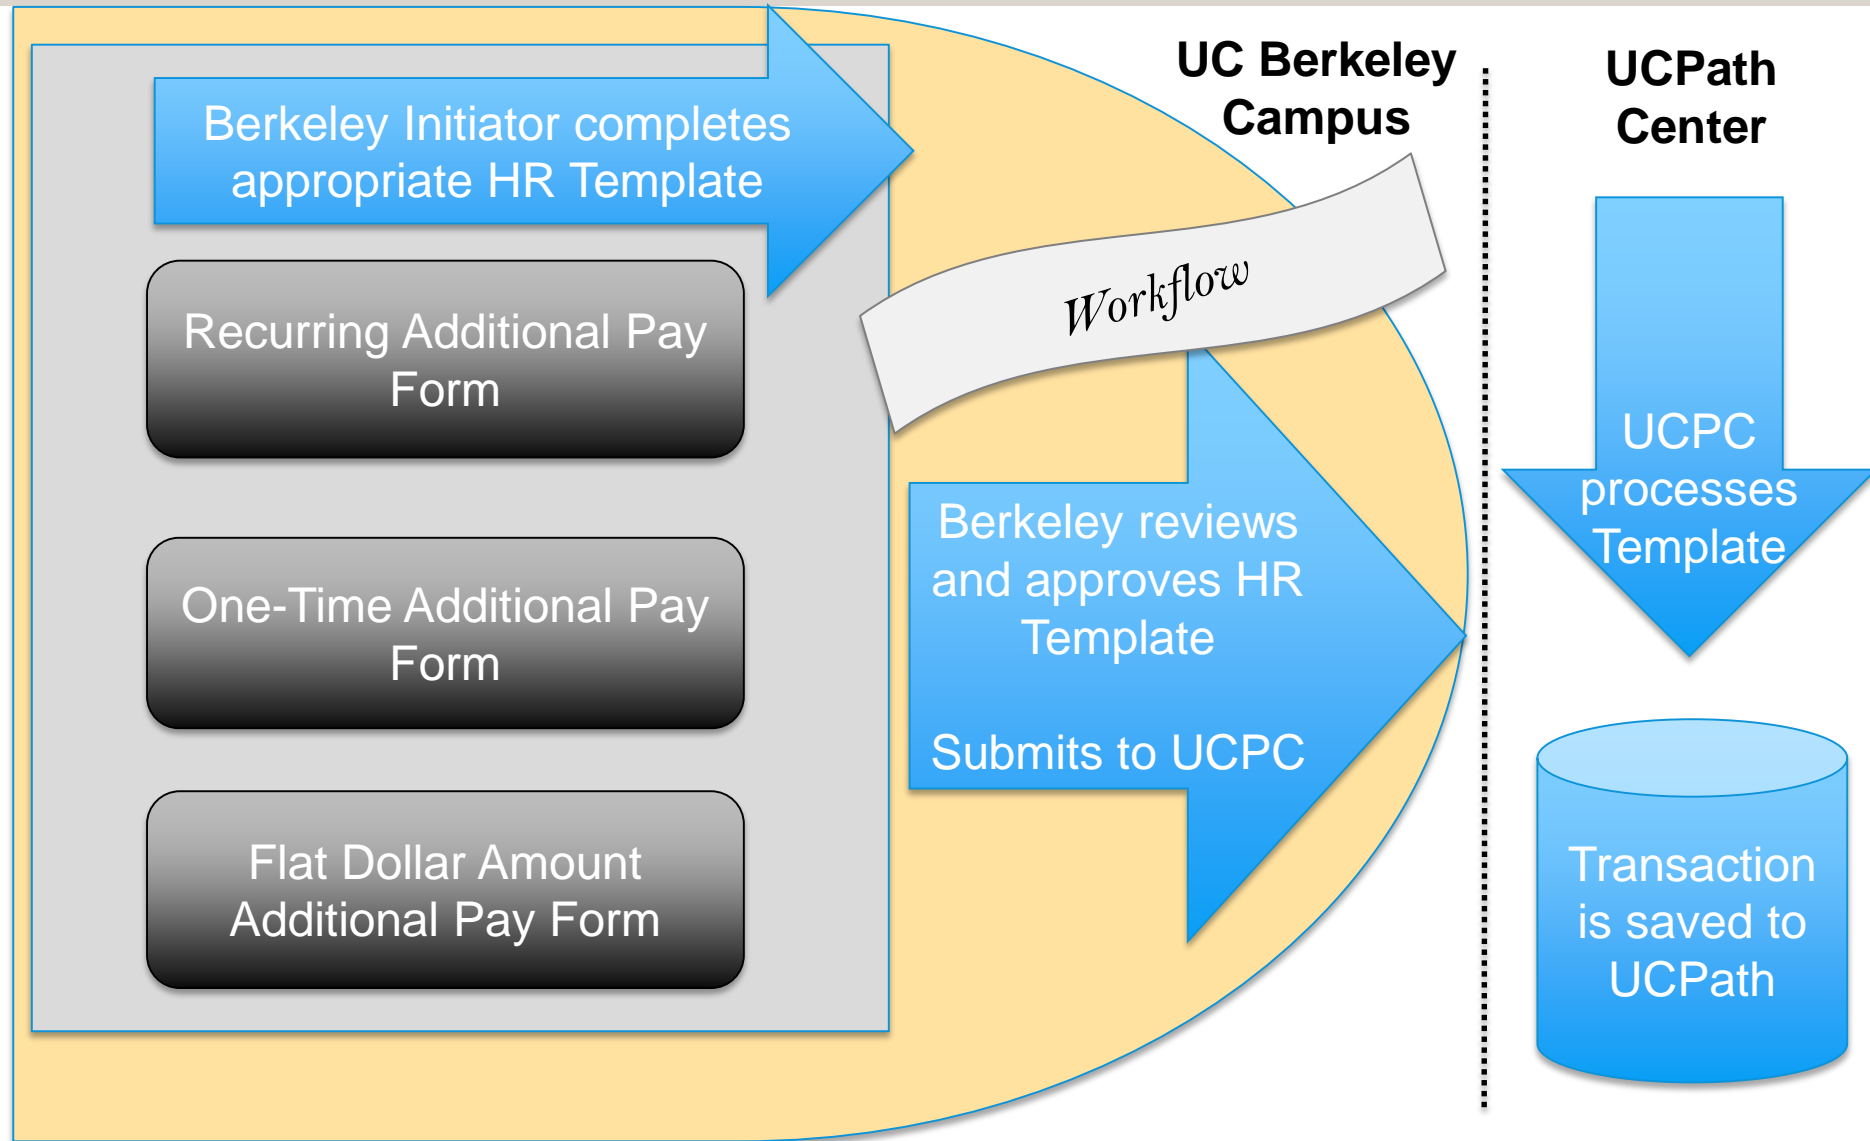 Berkeley Initiator completes
appropriate HR Template
Recurring Additional Pay
Form
One-Time Additional Pay
Form
Flat Dollar Amount
Additional Pay Form
Workflow
Berkeley reviews
and approves HR
Template
Submits to UCPC
UC Berkeley
Campus
UCPath
Center
UCPC
processes
Template
Transaction
is saved to
UCPath